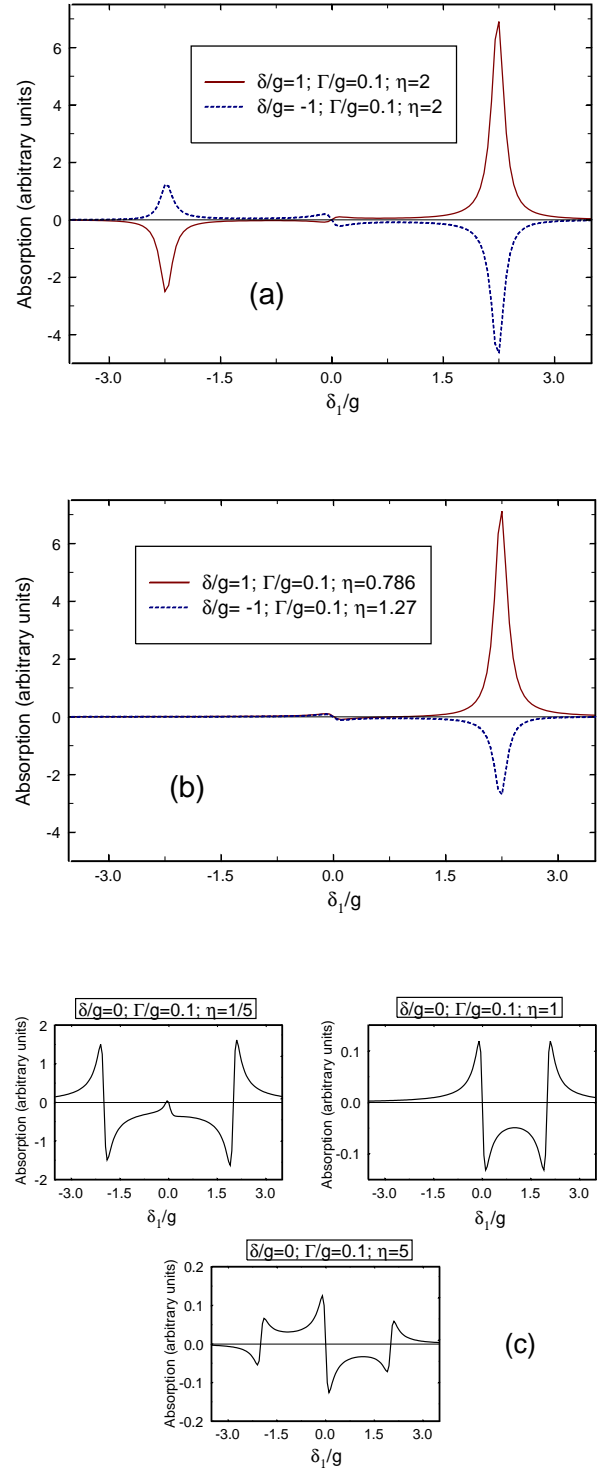 Absorption (arbitrary units)
6
4
2
0
-2
-4
δ/g=1; Γ/g=0.1; η=2
δ/g= -1; Γ/g=0.1; η=2
(a)
-3.0 -1.5 0.0 1.5 3.0
δ1/g
Absorption (arbitrary units)
6
4
2
0
-2
-4
δ/g=1; Γ/g=0.1; η=0.786
δ/g= -1; Γ/g=0.1; η=1.27
(b)
-3.0 -1.5 0.0 1.5 3.0
δ1/g
δ/g=0; Γ/g=0.1; η=1/5
Absorption (arbitrary units)
2
1
0
-1
-2
-3.0 -1.5 0.0 1.5 3.0
δ1/g
δ/g=0; Γ/g=0.1; η=1
Absorption (arbitrary units)
0.1
0.0
-0.1
-3.0 -1.5 0.0 1.5 3.0
δ1/g
δ/g=0; Γ/g=0.1; η=5
Absorption (arbitrary units)
0.2
0.1
0.0
-0.1
-0.2
-3.0 -1.5 0.0 1.5 3.0
δ1/g
(c)